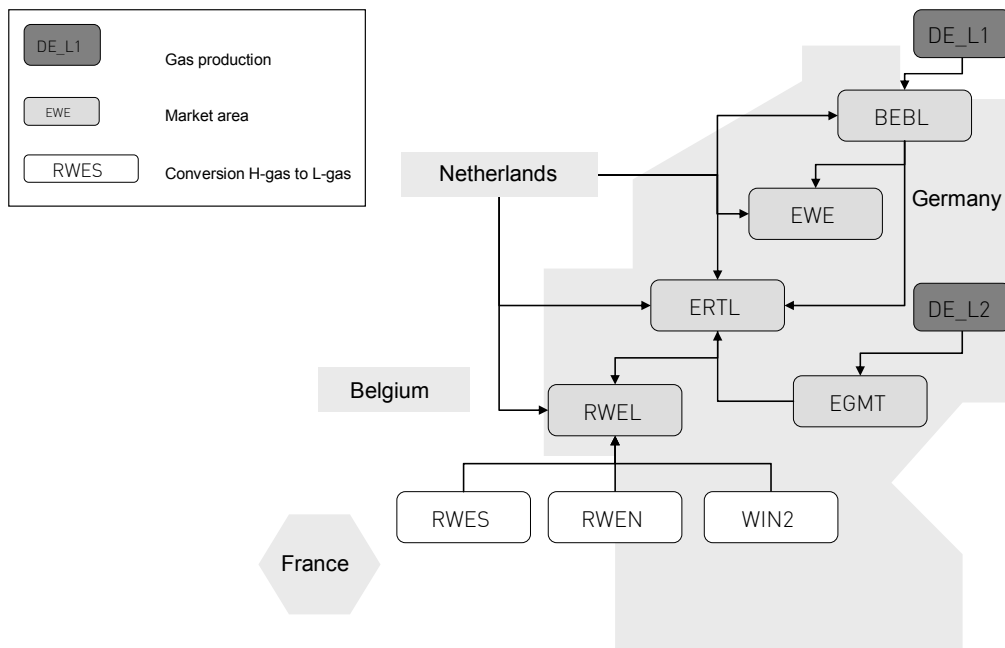 DE_L1
Gas production
EWE
Market area
RWES
Conversion H-gas to L-gas
DE_L1
BEBL
Netherlands
EWE
Germany
ERTL
DE_L2
Belgium
RWEL
EGMT
RWES
RWEN
WIN2
France